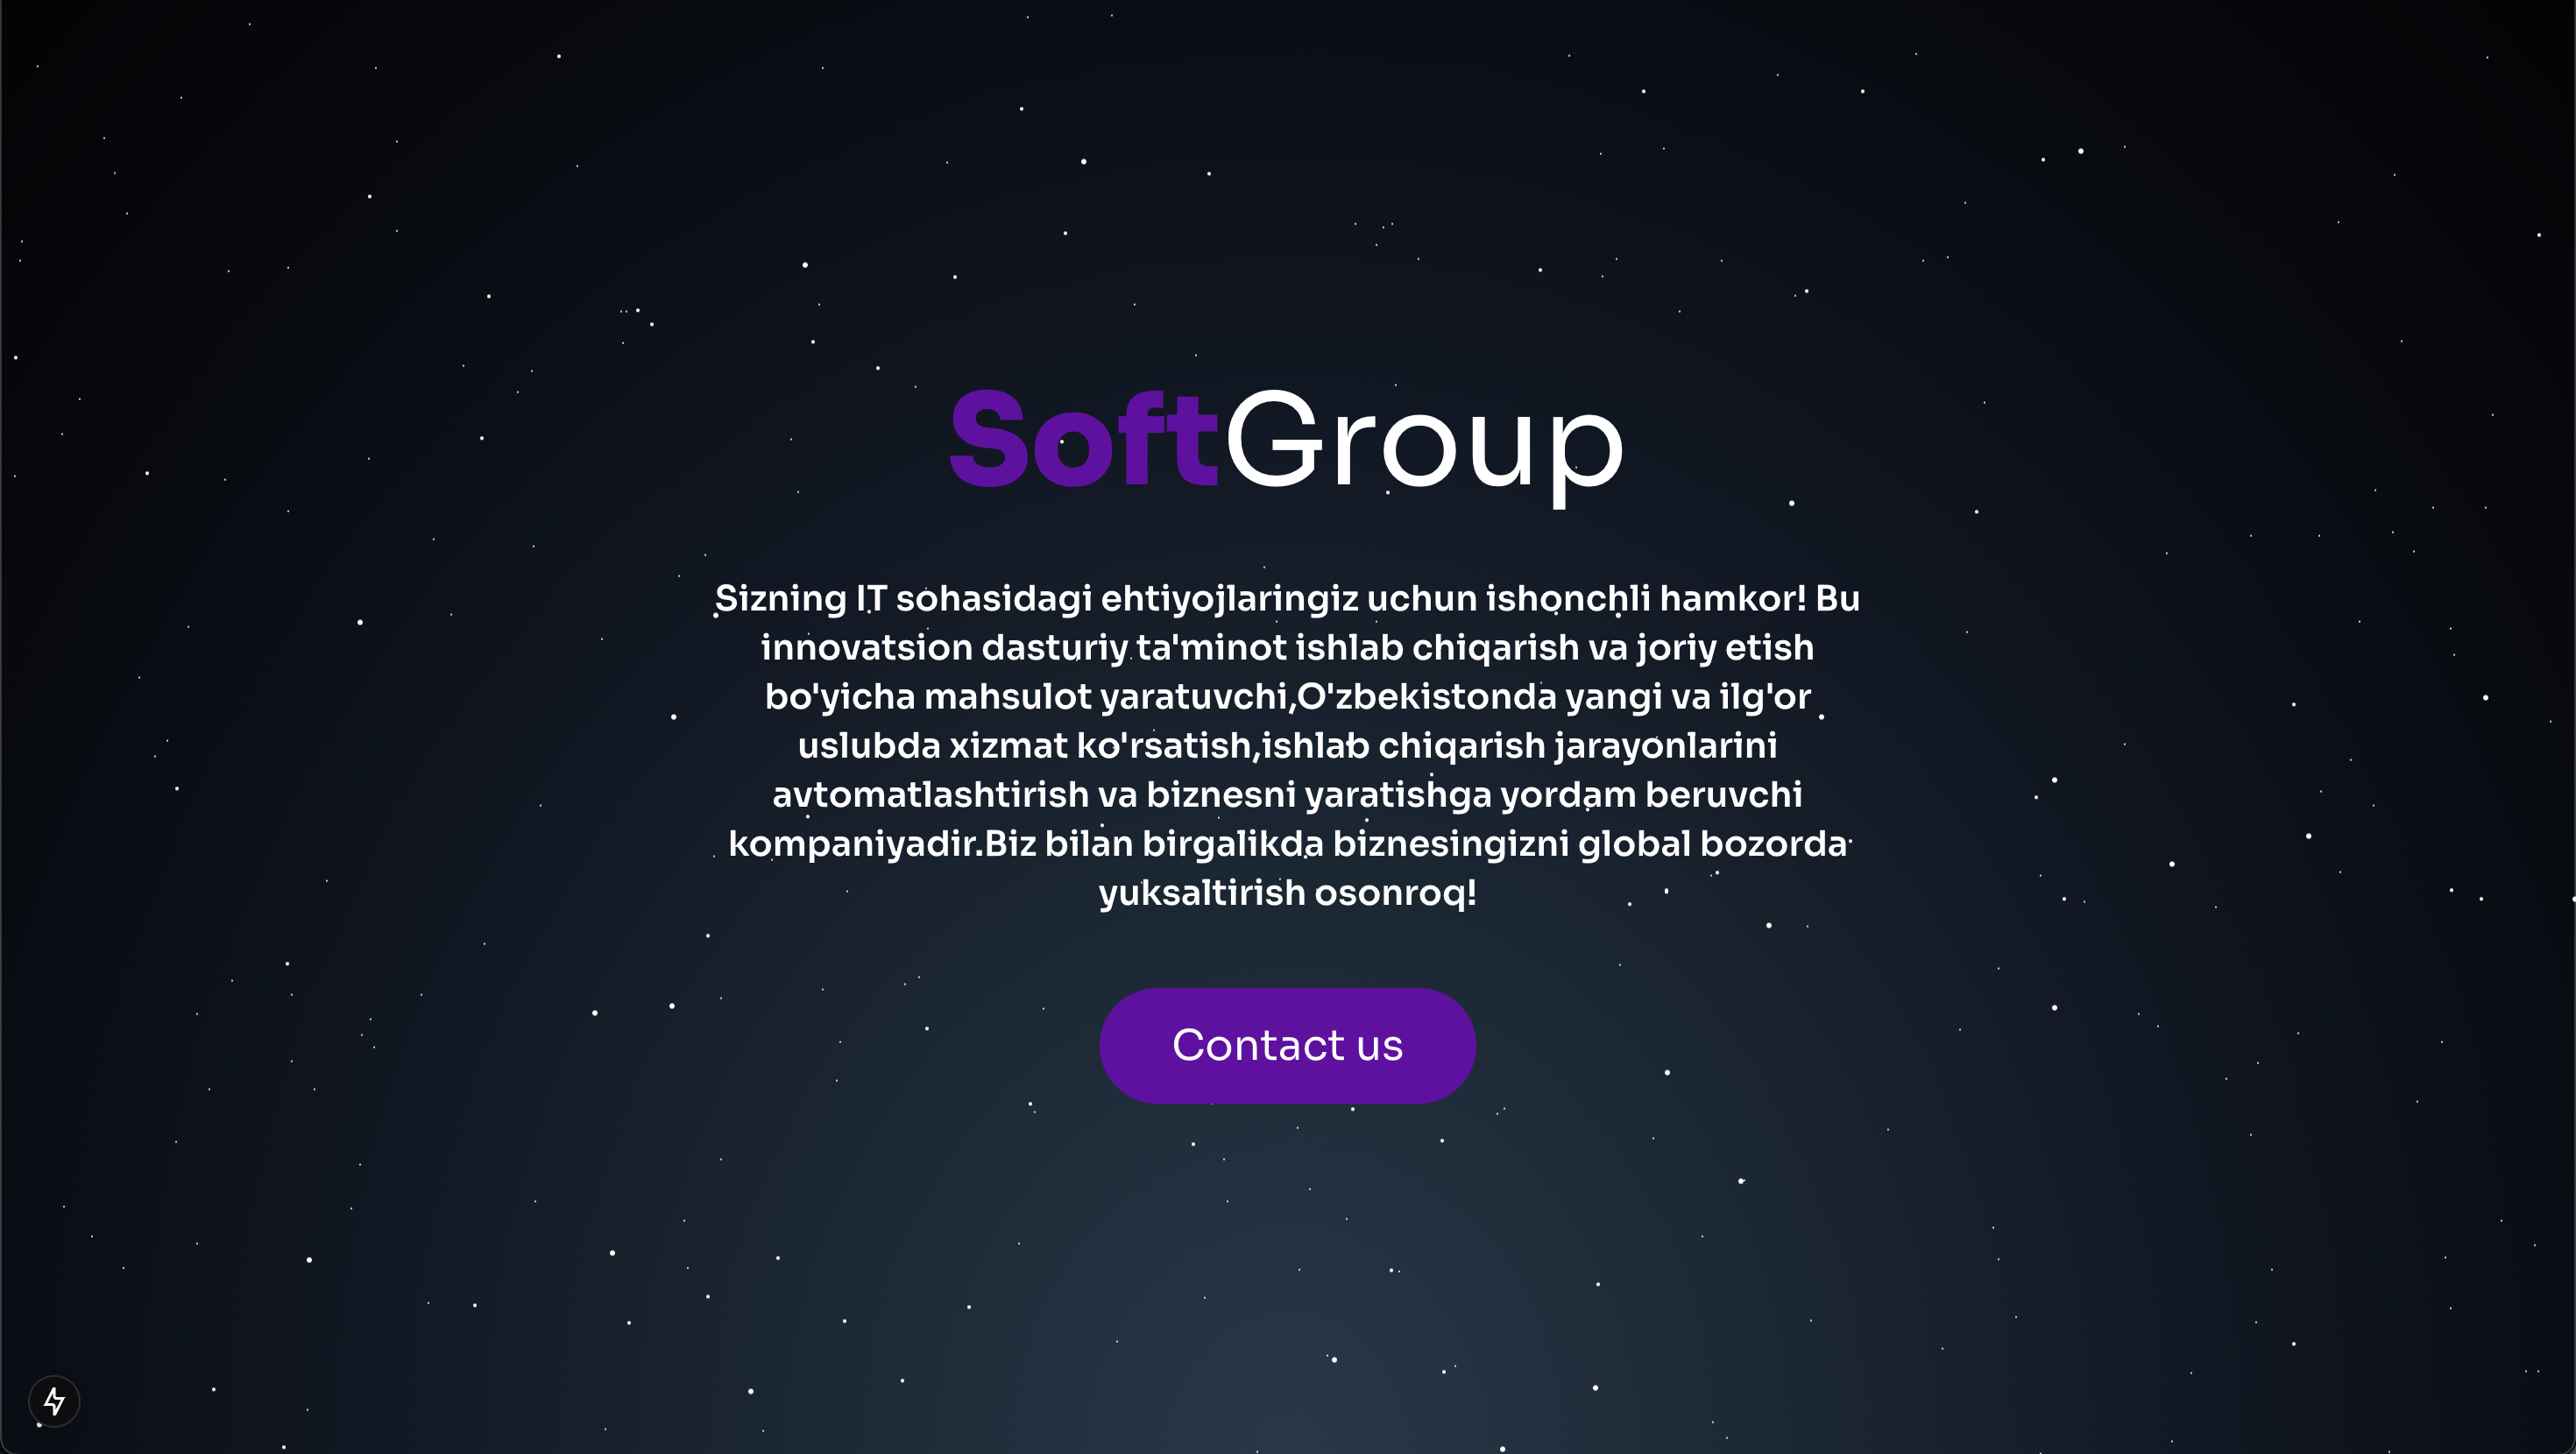 SoftGroup
Sizning IT sohasidagi ehtiyojlaringiz uchun ishonchli hamkor! Bu
innovatsion dasturiy ta'minot ishlab chiqarish va joriy etish
bo'yicha mahsulot yaratuvchi,O'zbekistonda yangi va ilg'or
uslubda xizmat ko'rsatish,ishlab chiqarish jarayonlarini
avtomatlashtirish va biznesni yaratishga yordam beruvchi
kompaniyadir.Biz bilan birgalikda biznesingizni global bozorda
yuksaltirish osonroq!
Contact us